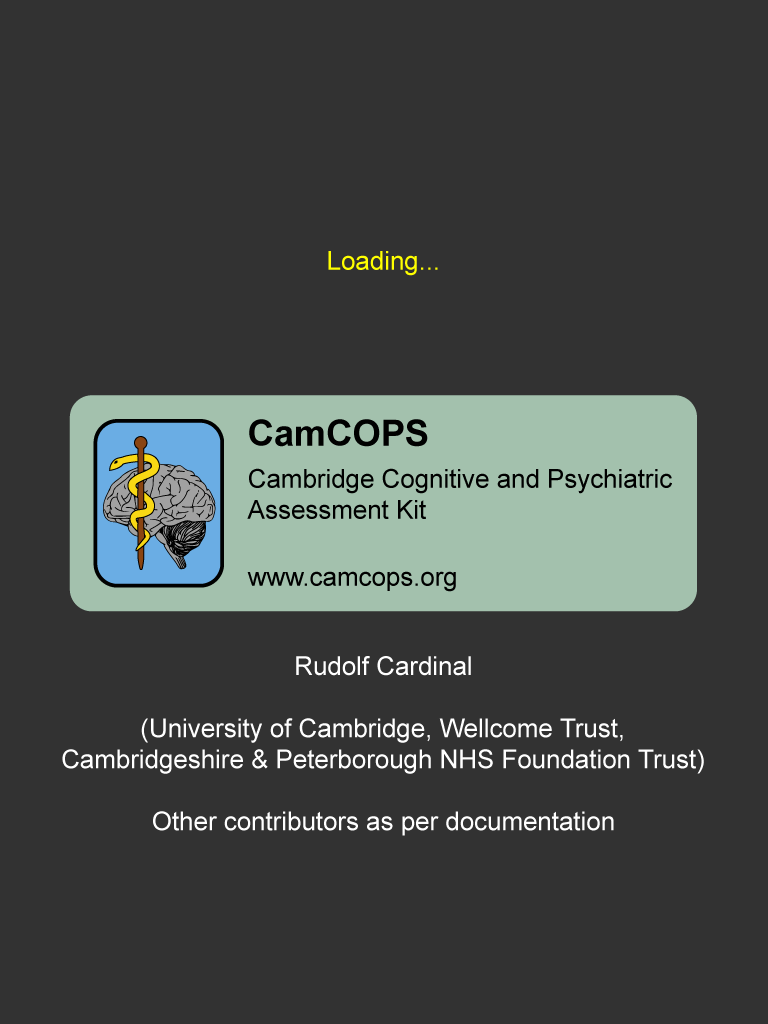 Loading...
CamCOPS
Cambridge Cognitive and Psychiatric
Assessment Kit
www.camcops.org
Rudolf Cardinal
(University of Cambridge, Wellcome Trust,
Cambridgeshire & Peterborough NHS Foundation Trust)
Other contributors as per documentation